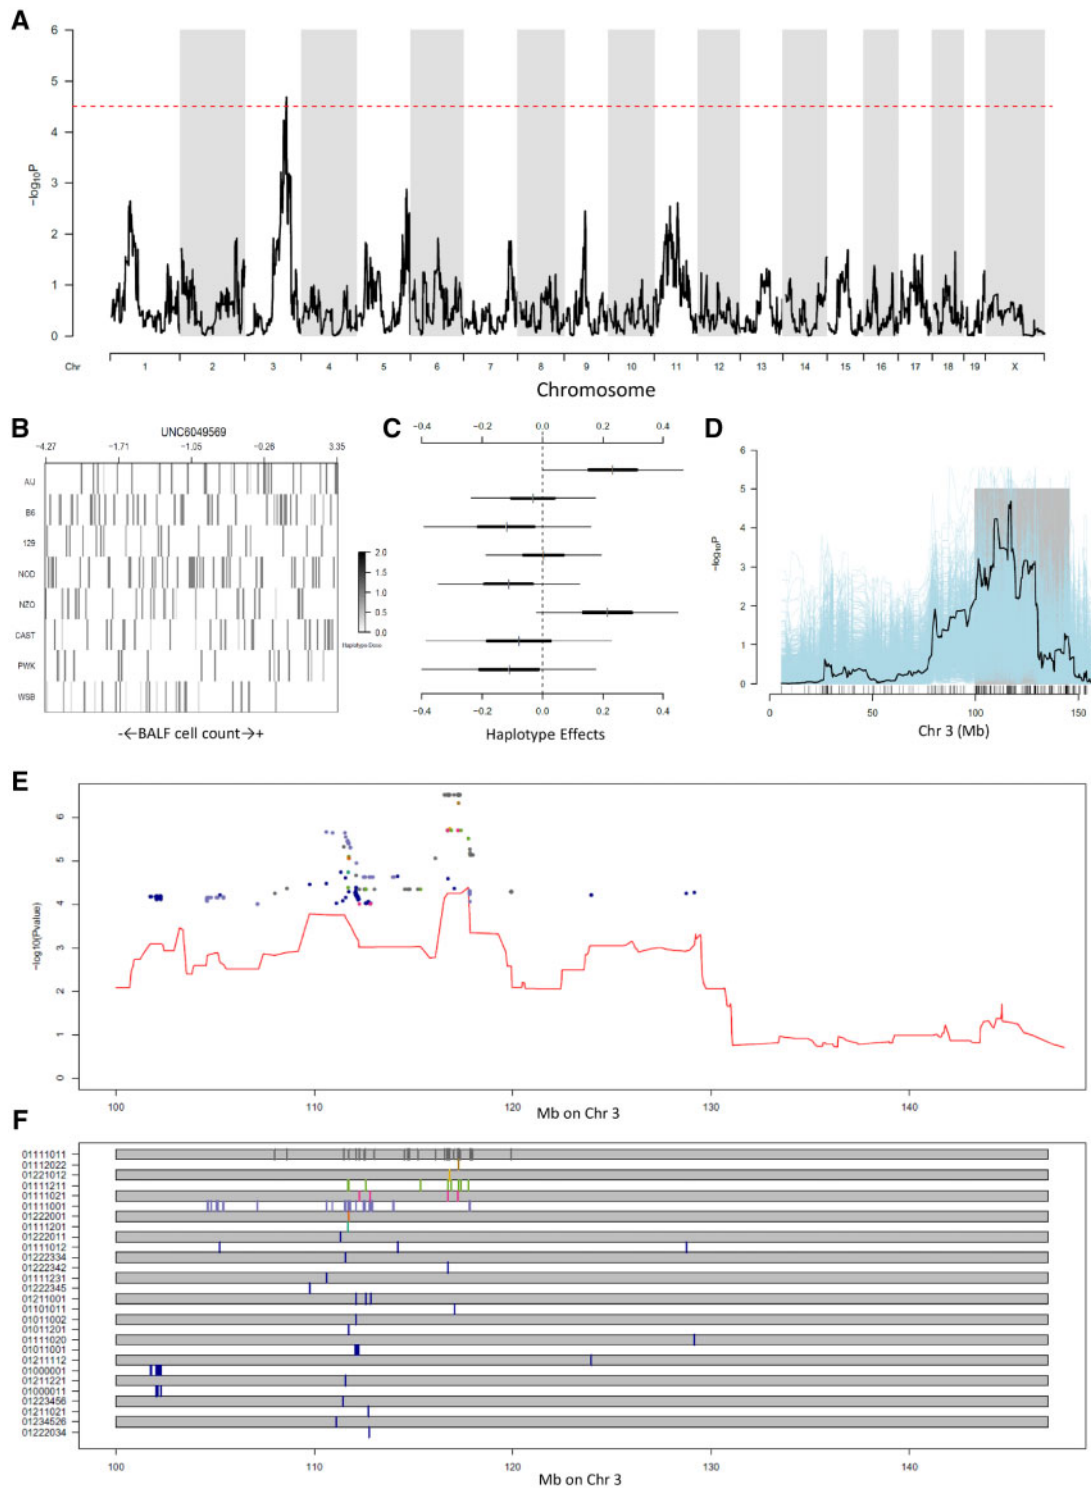 A
6
5
4
3
2
1
0
−log10P
Chr
1 2 3 4 5 6 7 8 9 10 11 12 13 14 15 16 17 18 19 X
Chromosome
B
UNC6049569
−4.27 −1.71 −1.05 −0.26 3.35
AU
B6
129
NOD
NZO
CAST
PWK
WSB
2.0
1.5
1.0
0.5
0.0
Haplotype Dose
-←BALF cell count→+
C
−0.4 −0.2 0.0 0.2 0.4
−0.4 −0.2 0.0 0.2 0.4
Haplotype Effects
D
6
5
4
3
2
1
0
−log10P
0 50 100 150
Chr 3 (Mb)
E
6
5
4
3
2
1
0
−log10(Pvalue)
100 110 120 130 140
Mb on Chr 3
F
01111011
01112022
01221012
01111211
01111021
01111001
01222001
01111201
01222011
01111012
01222334
01222342
01111231
01222345
01211001
01101011
01011002
01011201
01111020
01011001
01211112
01000001
01211221
01000011
01223456
01211021
01234526
01222034
100 110 120 130 140
Mb on Chr 3